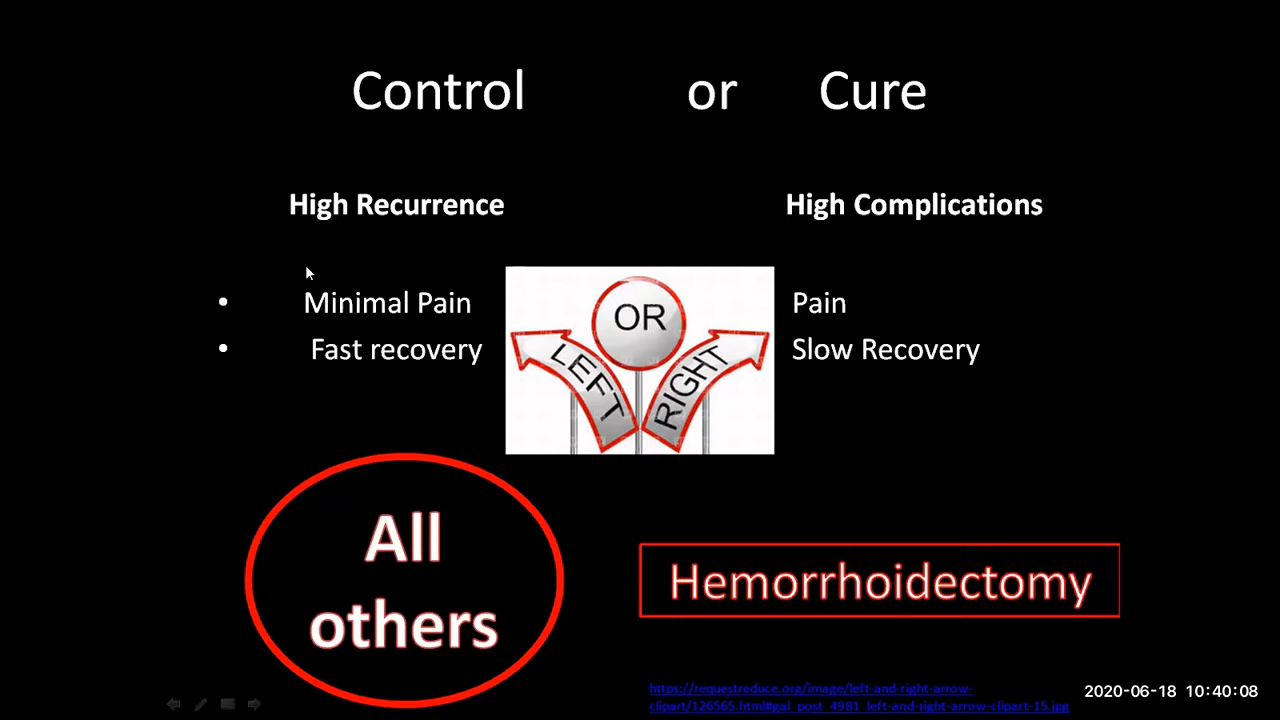 Control or Cure
High Recurrence High Complications
• Minimal Pain Pain
• Fast recovery Slow Recovery
OR
LEFT RIGHT
All
others
Hemorrhoidectomy
https://requestreduce.org/image/left-and-right-arrow-
clipart/126565.html#gal_post_4981_left-and-right-arrow-clipart-15.jpg
2020-06-18 10:40:08